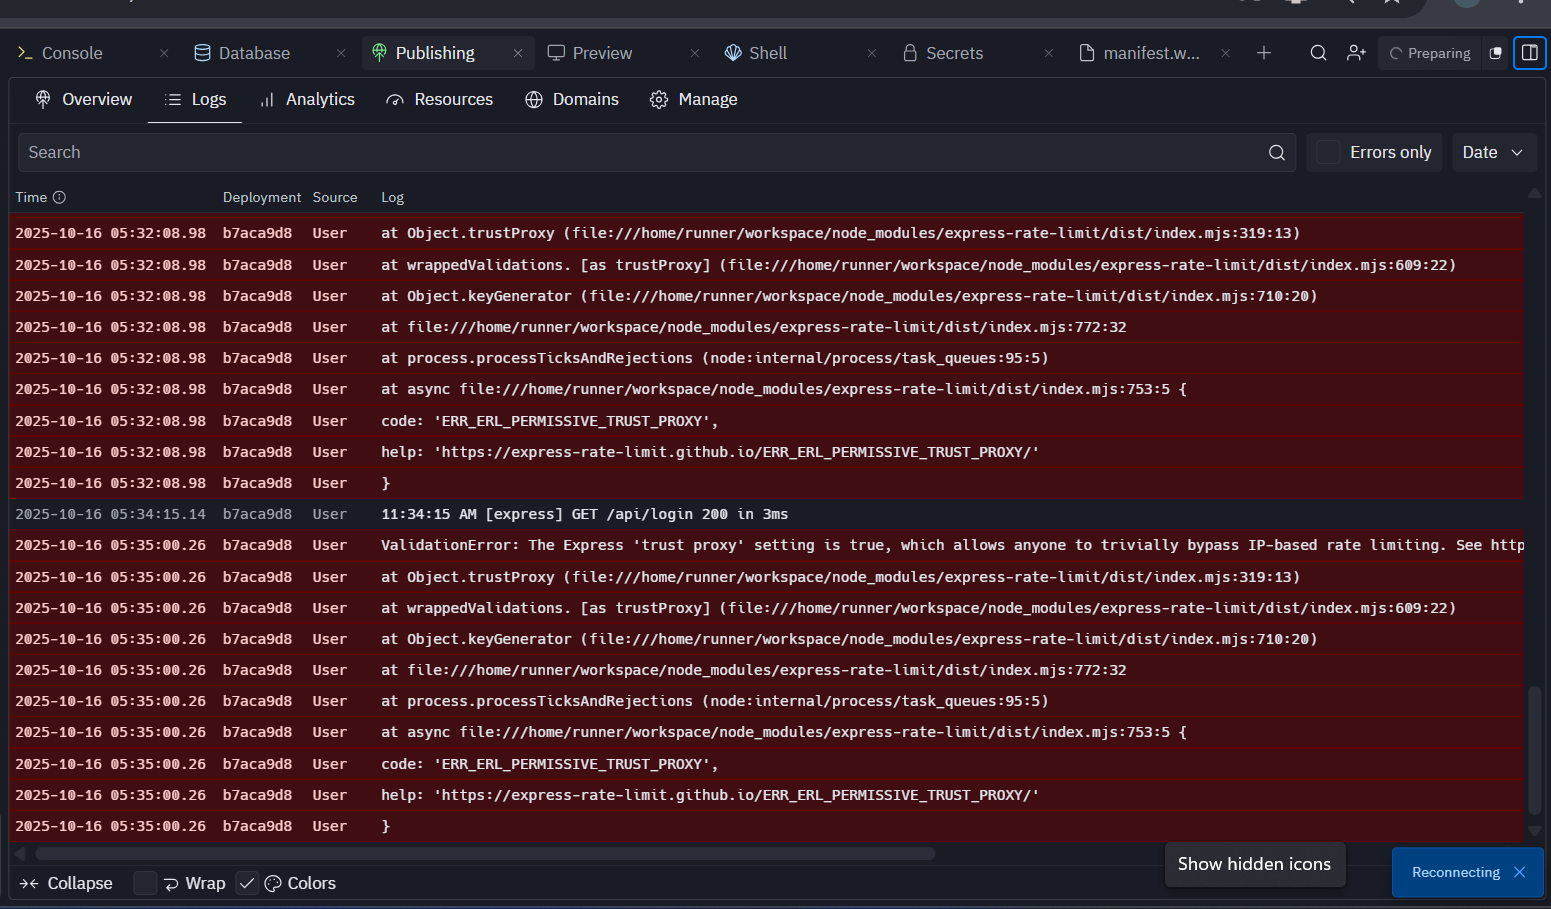 Console
Database
Publishing
Preview
Shell
Secrets
manifest.w...
Preparing
Overview
Logs
Analytics
Resources
Domains
Manage
Search
Errors only
Date
Time Deployment Source Log
2025-10-16 05:32:08.98 b7aca9d8 User at Object.trustProxy (file:///home/runner/workspace/node_modules/express-rate-limit/dist/index.mjs:319:13)
2025-10-16 05:32:08.98 b7aca9d8 User at wrappedValidations. [as trustProxy] (file:///home/runner/workspace/node_modules/express-rate-limit/dist/index.mjs:609:22)
2025-10-16 05:32:08.98 b7aca9d8 User at Object.keyGenerator (file:///home/runner/workspace/node_modules/express-rate-limit/dist/index.mjs:710:20)
2025-10-16 05:32:08.98 b7aca9d8 User at file:///home/runner/workspace/node_modules/express-rate-limit/dist/index.mjs:772:32
2025-10-16 05:32:08.98 b7aca9d8 User at process.processTicksAndRejections (node:internal/process/task_queues:95:5)
2025-10-16 05:32:08.98 b7aca9d8 User at async file:///home/runner/workspace/node_modules/express-rate-limit/dist/index.mjs:753:5 {
2025-10-16 05:32:08.98 b7aca9d8 User code: 'ERR_ERL_PERMISSIVE_TRUST_PROXY',
2025-10-16 05:32:08.98 b7aca9d8 User help: 'https://express-rate-limit.github.io/ERR_ERL_PERMISSIVE_TRUST_PROXY/'
2025-10-16 05:32:08.98 b7aca9d8 User }
2025-10-16 05:34:15.14 b7aca9d8 User 11:34:15 AM [express] GET /api/login 200 in 3ms
2025-10-16 05:35:00.26 b7aca9d8 User ValidationError: The Express 'trust proxy' setting is true, which allows anyone to trivially bypass IP-based rate limiting. See http
2025-10-16 05:35:00.26 b7aca9d8 User at Object.trustProxy (file:///home/runner/workspace/node_modules/express-rate-limit/dist/index.mjs:319:13)
2025-10-16 05:35:00.26 b7aca9d8 User at wrappedValidations. [as trustProxy] (file:///home/runner/workspace/node_modules/express-rate-limit/dist/index.mjs:609:22)
2025-10-16 05:35:00.26 b7aca9d8 User at Object.keyGenerator (file:///home/runner/workspace/node_modules/express-rate-limit/dist/index.mjs:710:20)
2025-10-16 05:35:00.26 b7aca9d8 User at file:///home/runner/workspace/node_modules/express-rate-limit/dist/index.mjs:772:32
2025-10-16 05:35:00.26 b7aca9d8 User at process.processTicksAndRejections (node:internal/process/task_queues:95:5)
2025-10-16 05:35:00.26 b7aca9d8 User at async file:///home/runner/workspace/node_modules/express-rate-limit/dist/index.mjs:753:5 {
2025-10-16 05:35:00.26 b7aca9d8 User code: 'ERR_ERL_PERMISSIVE_TRUST_PROXY',
2025-10-16 05:35:00.26 b7aca9d8 User help: 'https://express-rate-limit.github.io/ERR_ERL_PERMISSIVE_TRUST_PROXY/'
2025-10-16 05:35:00.26 b7aca9d8 User }
Show hidden icons
Reconnecting
Collapse
Wrap
Colors